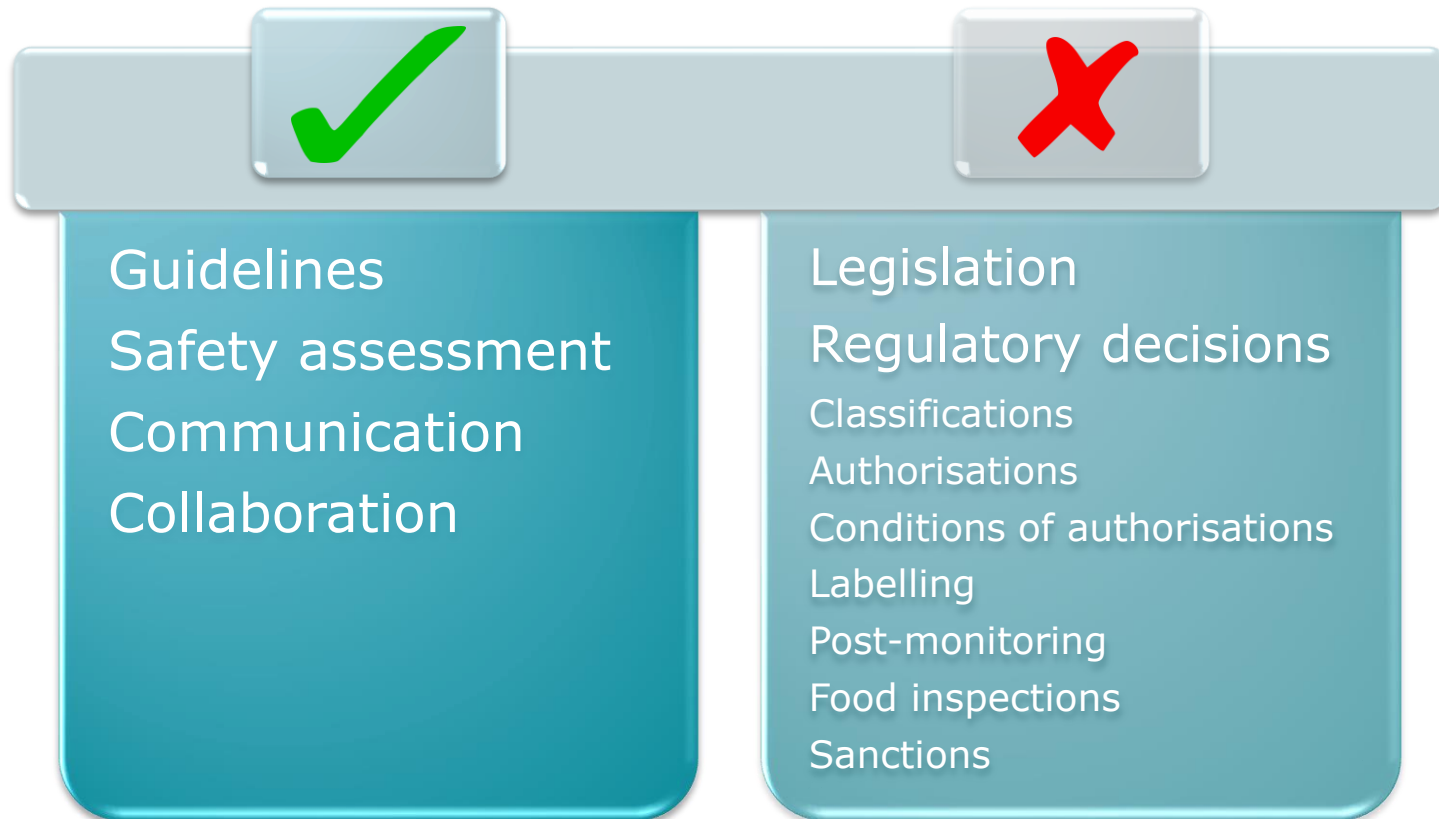 Guidelines
Safety assessment
Communication
Collaboration
Legislation
Regulatory decisions
Classifications
Authorisations
Conditions of authorisations
Labelling
Post-monitoring
Food inspections
Sanctions